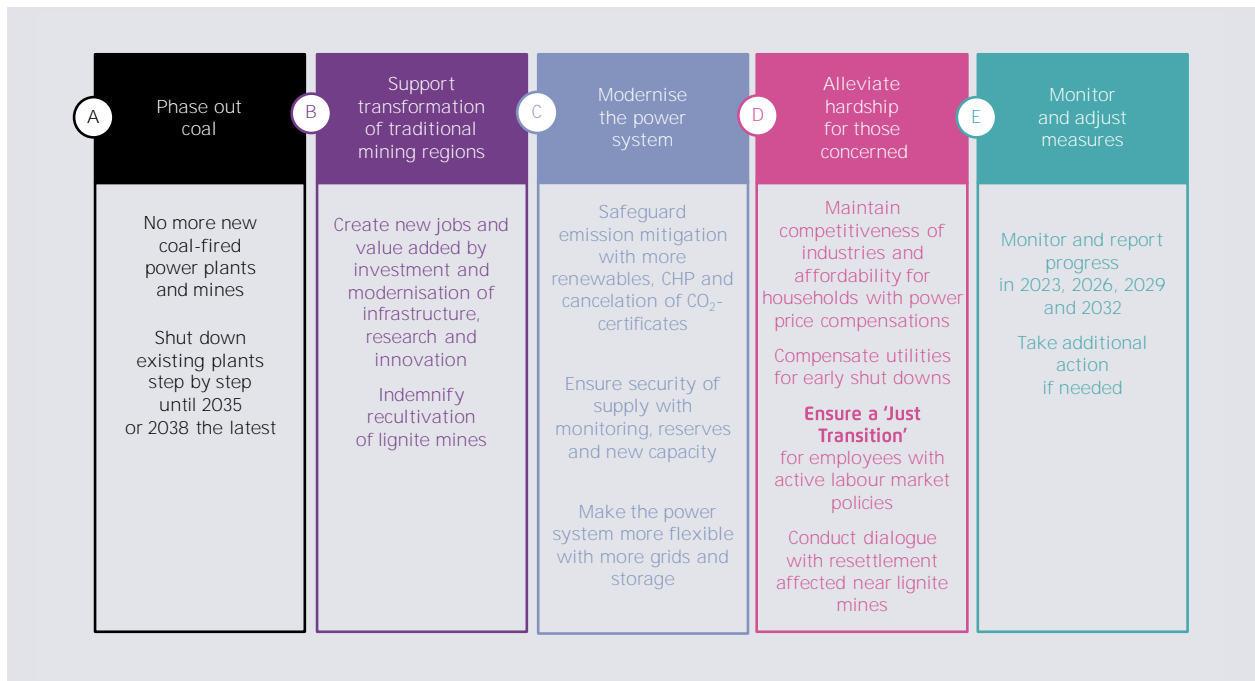 A
Phase out
coal
No more new
coal-fired
power plants
and mines
Shut down
existing plants
step by step
until 2035
or 2038 the latest
B
Support
transformation
of traditional
mining regions
Create new jobs and
value added by
investment and
modernisation of
infrastructure,
research and
innovation
Indemnify
recultivation
of lignite mines
C
Modernise
the power
system
Safeguard
emission mitigation
with more
renewables, CHP and
cancelation of CO₂-
certificates
Ensure security of
supply with
monitoring, reserves
and new capacity
Make the power
system more flexible
with more grids and
storage
D
Alleviate
hardship
for those
concerned
Maintain
competitiveness of
industries and
affordability for
households with power
price compensations
Compensate utilities
for early shut downs
Ensure a 'Just
Transition'
for employees with
active labour market
policies
Conduct dialogue
with resettlement
affected near lignite
mines
E
Monitor
and adjust
measures
Monitor and report
progress
in 2023, 2026, 2029
and 2032
Take additional
action
if needed